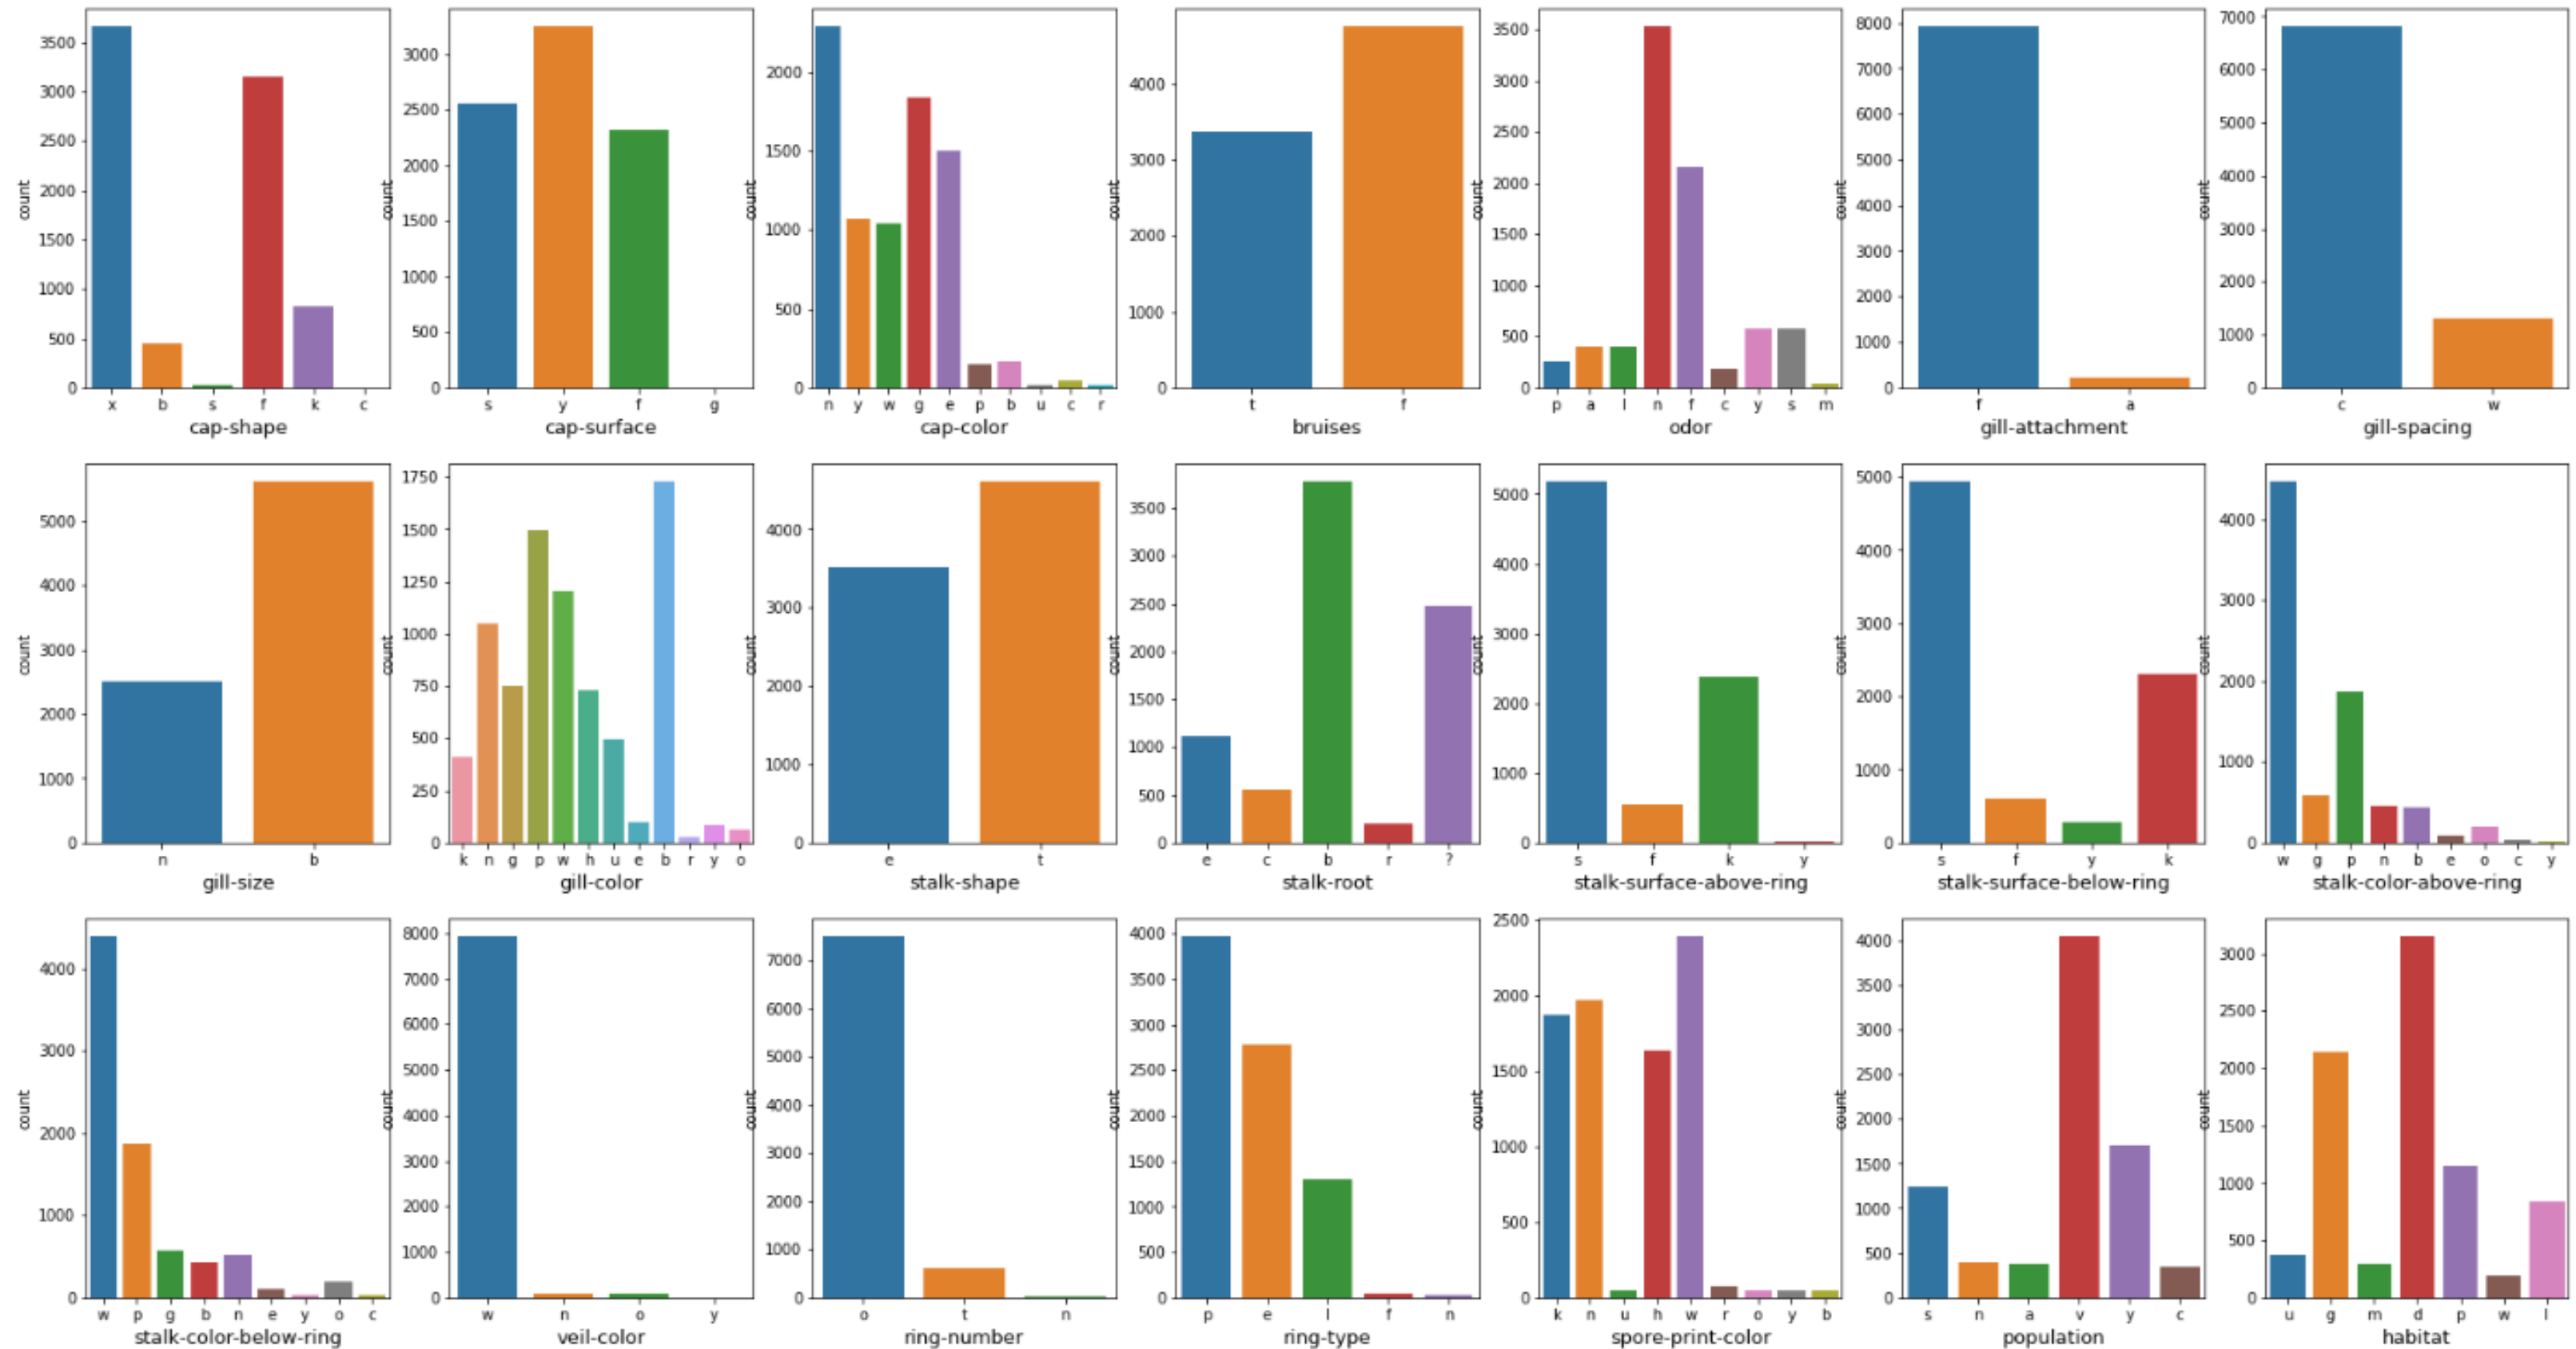 3500
3000
2500
2000
1500
1000
500
0
count
x b s f k c
cap-shape
3000
2500
2000
1500
1000
500
0
count
s y f g
cap-surface
2000
1500
1000
500
0
count
n y w g e p b u c r
cap-color
4000
3000
2000
1000
0
count
t f
bruises
3500
3000
2500
2000
1500
1000
500
0
count
p a l n f c y s m
odor
8000
7000
6000
5000
4000
3000
2000
1000
0
count
f a
gill-attachment
7000
6000
5000
4000
3000
2000
1000
0
count
c w
gill-spacing
5000
4000
3000
2000
1000
0
count
n b
gill-size
1750
1500
1250
1000
750
500
250
0
count
k n g p w h u e b r y o
gill-color
4000
3000
2000
1000
0
count
e t
stalk-shape
3500
3000
2500
2000
1500
1000
500
0
count
e c b r ?
stalk-root
5000
4000
3000
2000
1000
0
count
s f k y
stalk-surface-above-ring
5000
4000
3000
2000
1000
0
count
s f y k
stalk-surface-below-ring
4000
3000
2000
1000
0
count
w g p n b e o c y
stalk-color-above-ring
4000
3000
2000
1000
0
count
w p g b n e y o c
stalk-color-below-ring
8000
7000
6000
5000
4000
3000
2000
1000
0
count
w n o y
veil-color
7000
6000
5000
4000
3000
2000
1000
0
count
o t n
ring-number
4000
3500
3000
2500
2000
1500
1000
500
0
count
p e l f n
ring-type
2500
2000
1500
1000
500
0
count
k n u h w r o y b
spore-print-color
4000
3500
3000
2500
2000
1500
1000
500
0
count
s n a v y c
population
3000
2500
2000
1500
1000
500
0
count
u g m d p w l
habitat